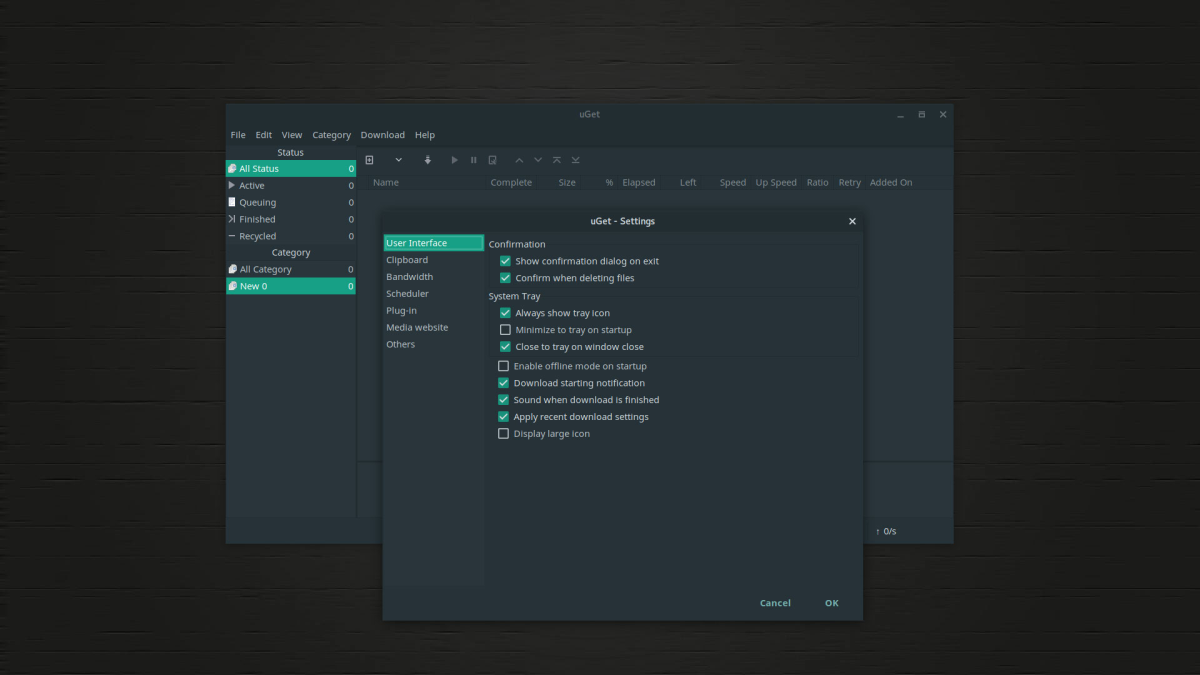 uGet
File Edit View Category Download Help
Status
All Status 0
Active 0
Queuing 0
Finished 0
Recycled 0
Category
All Category 0
New 0 0
Name Complete Size % Elapsed Left Speed Up Speed Ratio Retry Added On
uGet - Settings
User Interface
Clipboard
Bandwidth
Scheduler
Plug-in
Media website
Others
Confirmation
Show confirmation dialog on exit
Confirm when deleting files
System Tray
Always show tray icon
Minimize to tray on startup
Close to tray on window close
Enable offline mode on startup
Download starting notification
Sound when download is finished
Apply recent download settings
Display large icon
↑ 0/s
Cancel OK